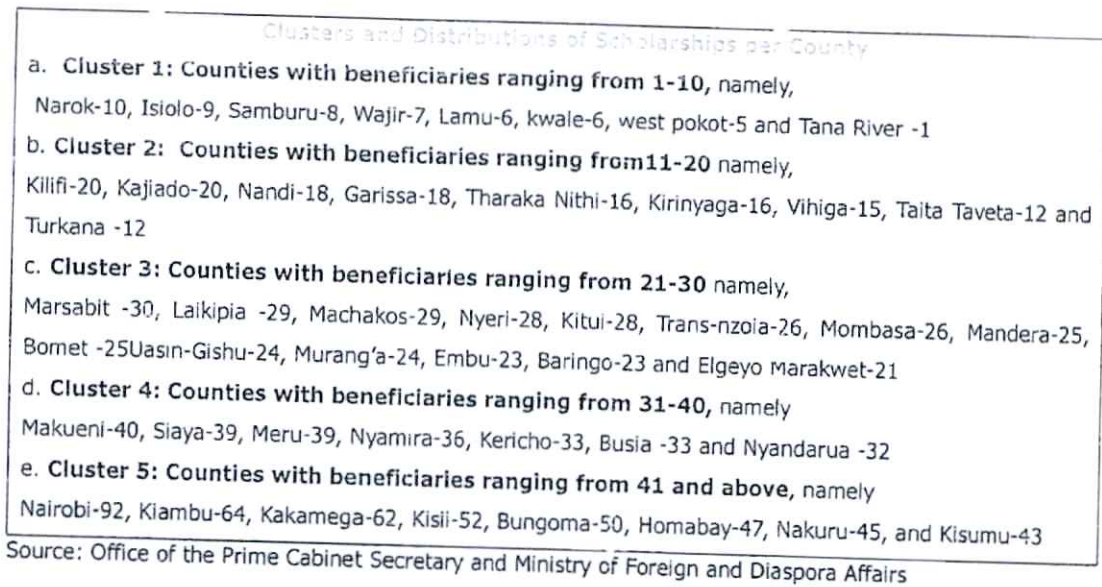 Clusters and Distributions of Scholarships per County
a. Cluster 1: Counties with beneficiaries ranging from 1-10, namely,
Narok-10, Isiolo-9, Samburu-8, Wajir-7, Lamu-6, kwale-6, west pokot-5 and Tana River -1
b. Cluster 2: Counties with beneficiaries ranging from11-20 namely,
Kilifi-20, Kajiado-20, Nandi-18, Garissa-18, Tharaka Nithi-16, Kirinyaga-16, Vihiga-15, Taita Taveta-12 and
Turkana -12
c. Cluster 3: Counties with beneficiaries ranging from 21-30 namely,
Marsabit -30, Laikipia -29, Machakos-29, Nyeri-28, Kitui-28, Trans-nzoia-26, Mombasa-26, Mandera-25,
Bomet -25Uasin-Gishu-24, Murang'a-24, Embu-23, Baringo-23 and Elgeyo Marakwet-21
d. Cluster 4: Counties with beneficiaries ranging from 31-40, namely
Makueni-40, Siaya-39, Meru-39, Nyamira-36, Kericho-33, Busia -33 and Nyandarua -32
e. Cluster 5: Counties with beneficiaries ranging from 41 and above, namely
Nairobi-92, Kiambu-64, Kakamega-62, Kisii-52, Bungoma-50, Homabay-47, Nakuru-45, and Kisumu-43
Source: Office of the Prime Cabinet Secretary and Ministry of Foreign and Diaspora Affairs